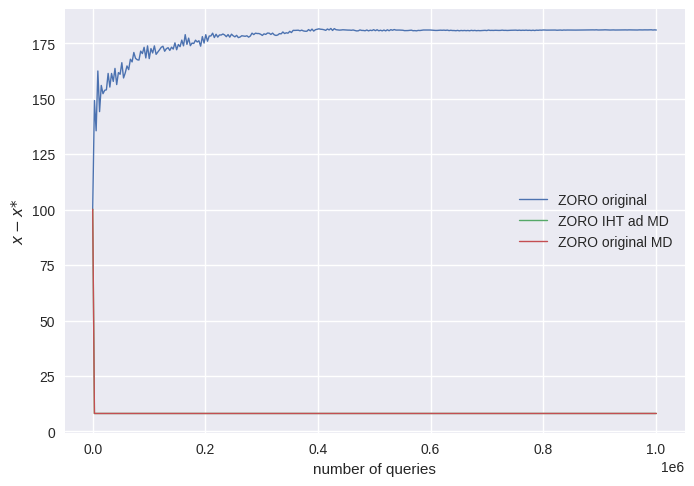 175
150
125
100
75
50
25
0
x − x*
0.0
0.2
0.4
0.6
0.8
1.0
1e6
number of queries
ZORO original
ZORO IHT ad MD
ZORO original MD